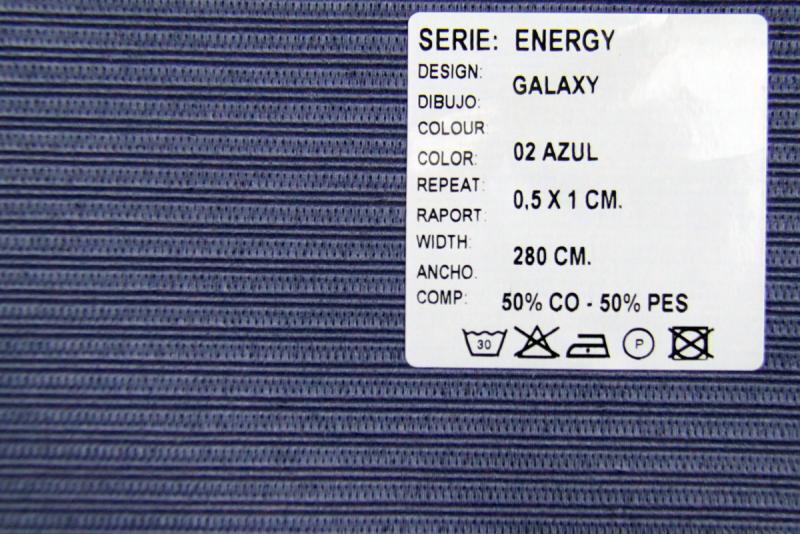 SERIE: ENERGY
DESIGN:
GALAXY
DIBUJO:
COLOUR
COLOR: 02 AZUL
REPEAT:
0,5 X 1 CM.
RAPORT:
WIDTH:
280 CM.
ANCHO.
COMP: 50% CO - 50% PES
30 P